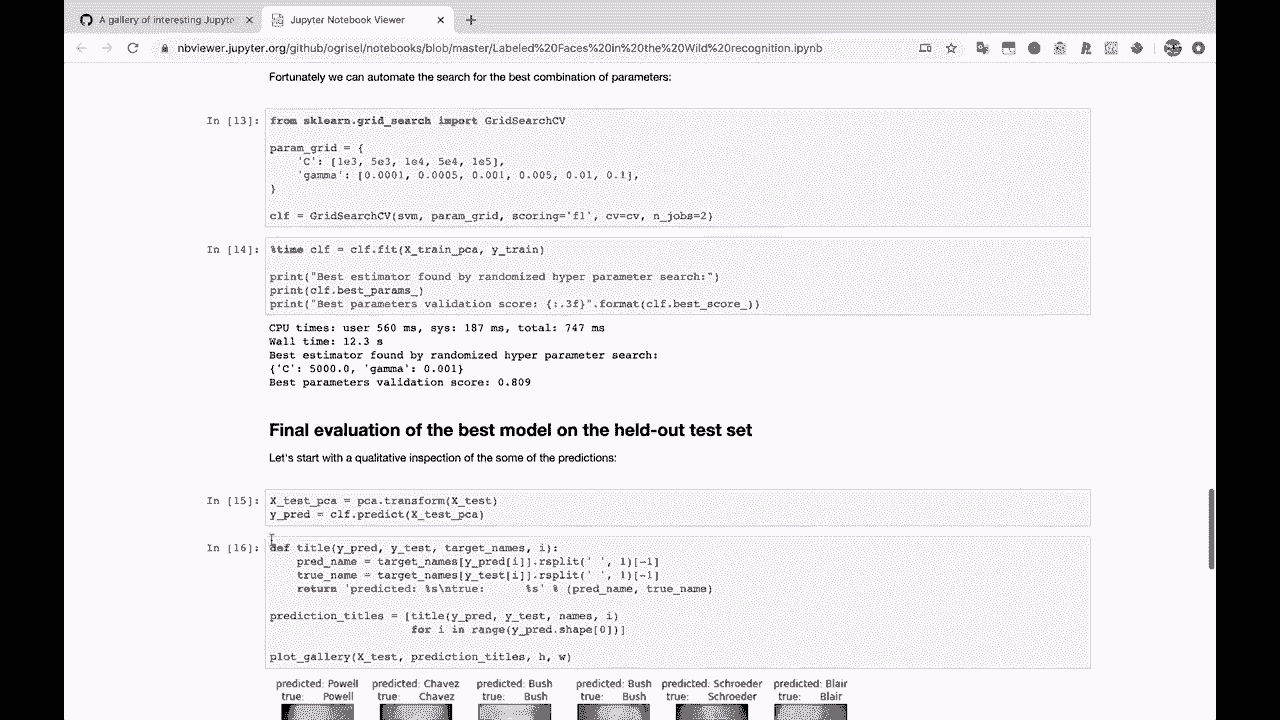 A gallery of interesting Jupyte
Jupyter Notebook Viewer
nbviewer.jupyter.org/github/ogrisel/notebooks/blob/master/Labeled%20Faces%20in%20the%20Wild%20recognition.ipynb
Fortunately we can automate the search for the best combination of parameters:
In [13]:
from sklearn.grid_search import GridSearchCV
param_grid = {
    'C': [1e3, 5e3, 1e4, 5e4, 1e5],
    'gamma': [0.0001, 0.0005, 0.001, 0.005, 0.01, 0.1],
}
clf = GridSearchCV(svm, param_grid, scoring='f1', cv=cv, n_jobs=2)
In [14]:
%time clf = clf.fit(X_train_pca, y_train)
print("Best estimator found by randomized hyper parameter search:")
print(clf.best_params_)
print("Best parameters validation score: {:.3f}".format(clf.best_score_))
CPU times: user 560 ms, sys: 187 ms, total: 747 ms
Wall time: 12.3 s
Best estimator found by randomized hyper parameter search:
{'C': 5000.0, 'gamma': 0.001}
Best parameters validation score: 0.809
Final evaluation of the best model on the held-out test set
Let's start with a qualitative inspection of the some of the predictions:
In [15]:
X_test_pca = pca.transform(X_test)
y_pred = clf.predict(X_test_pca)
In [16]:
def title(y_pred, y_test, target_names, i):
    pred_name = target_names[y_pred[i]].rsplit(' ', 1)[-1]
    true_name = target_names[y_test[i]].rsplit(' ', 1)[-1]
    return 'predicted: %s\ntrue:      %s' % (pred_name, true_name)
prediction_titles = [title(y_pred, y_test, names, i)
                     for i in range(y_pred.shape[0])]
plot_gallery(X_test, prediction_titles, h, w)
predicted: Powell predicted: Chavez predicted: Bush predicted: Bush predicted: Schroeder predicted: Blair
true: Powell true: Chavez true: Bush true: Bush true: Schroeder true: Blair